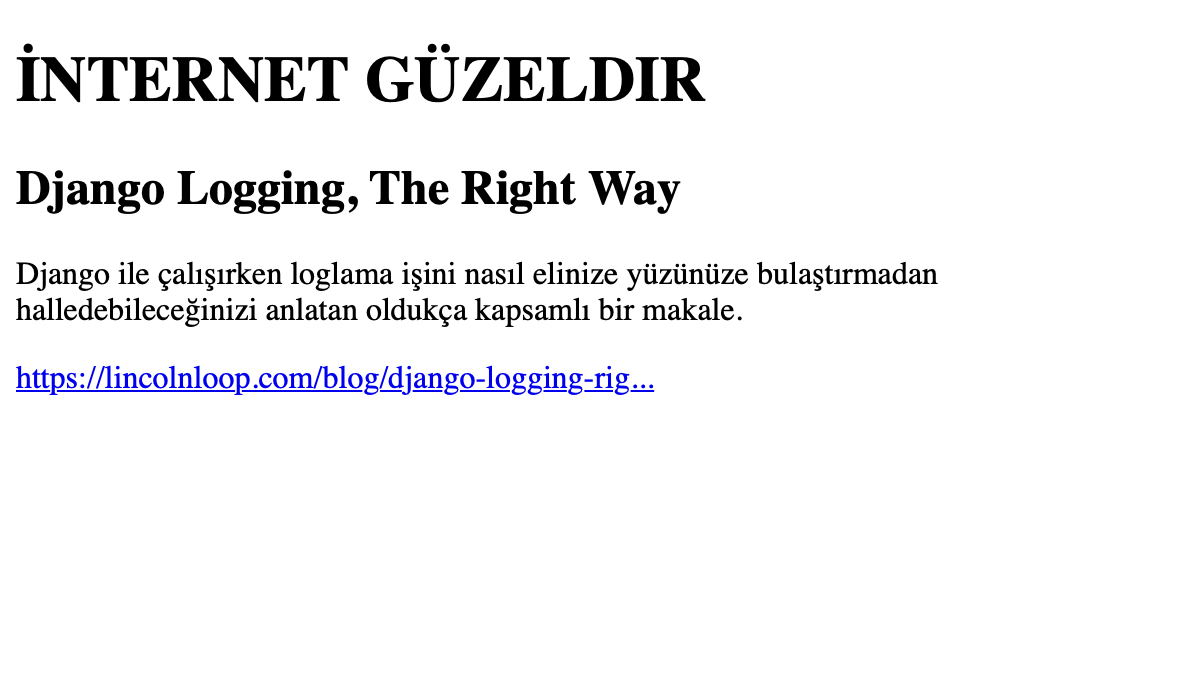 İNTERNET GÜZELDIR
Django Logging, The Right Way
Django ile çalışırken loglama işini nasıl elinize yüzünüze bulaştırmadan
halledebileceğinizi anlatan oldukça kapsamlı bir makale.
https://lincolnloop.com/blog/django-logging-rig...